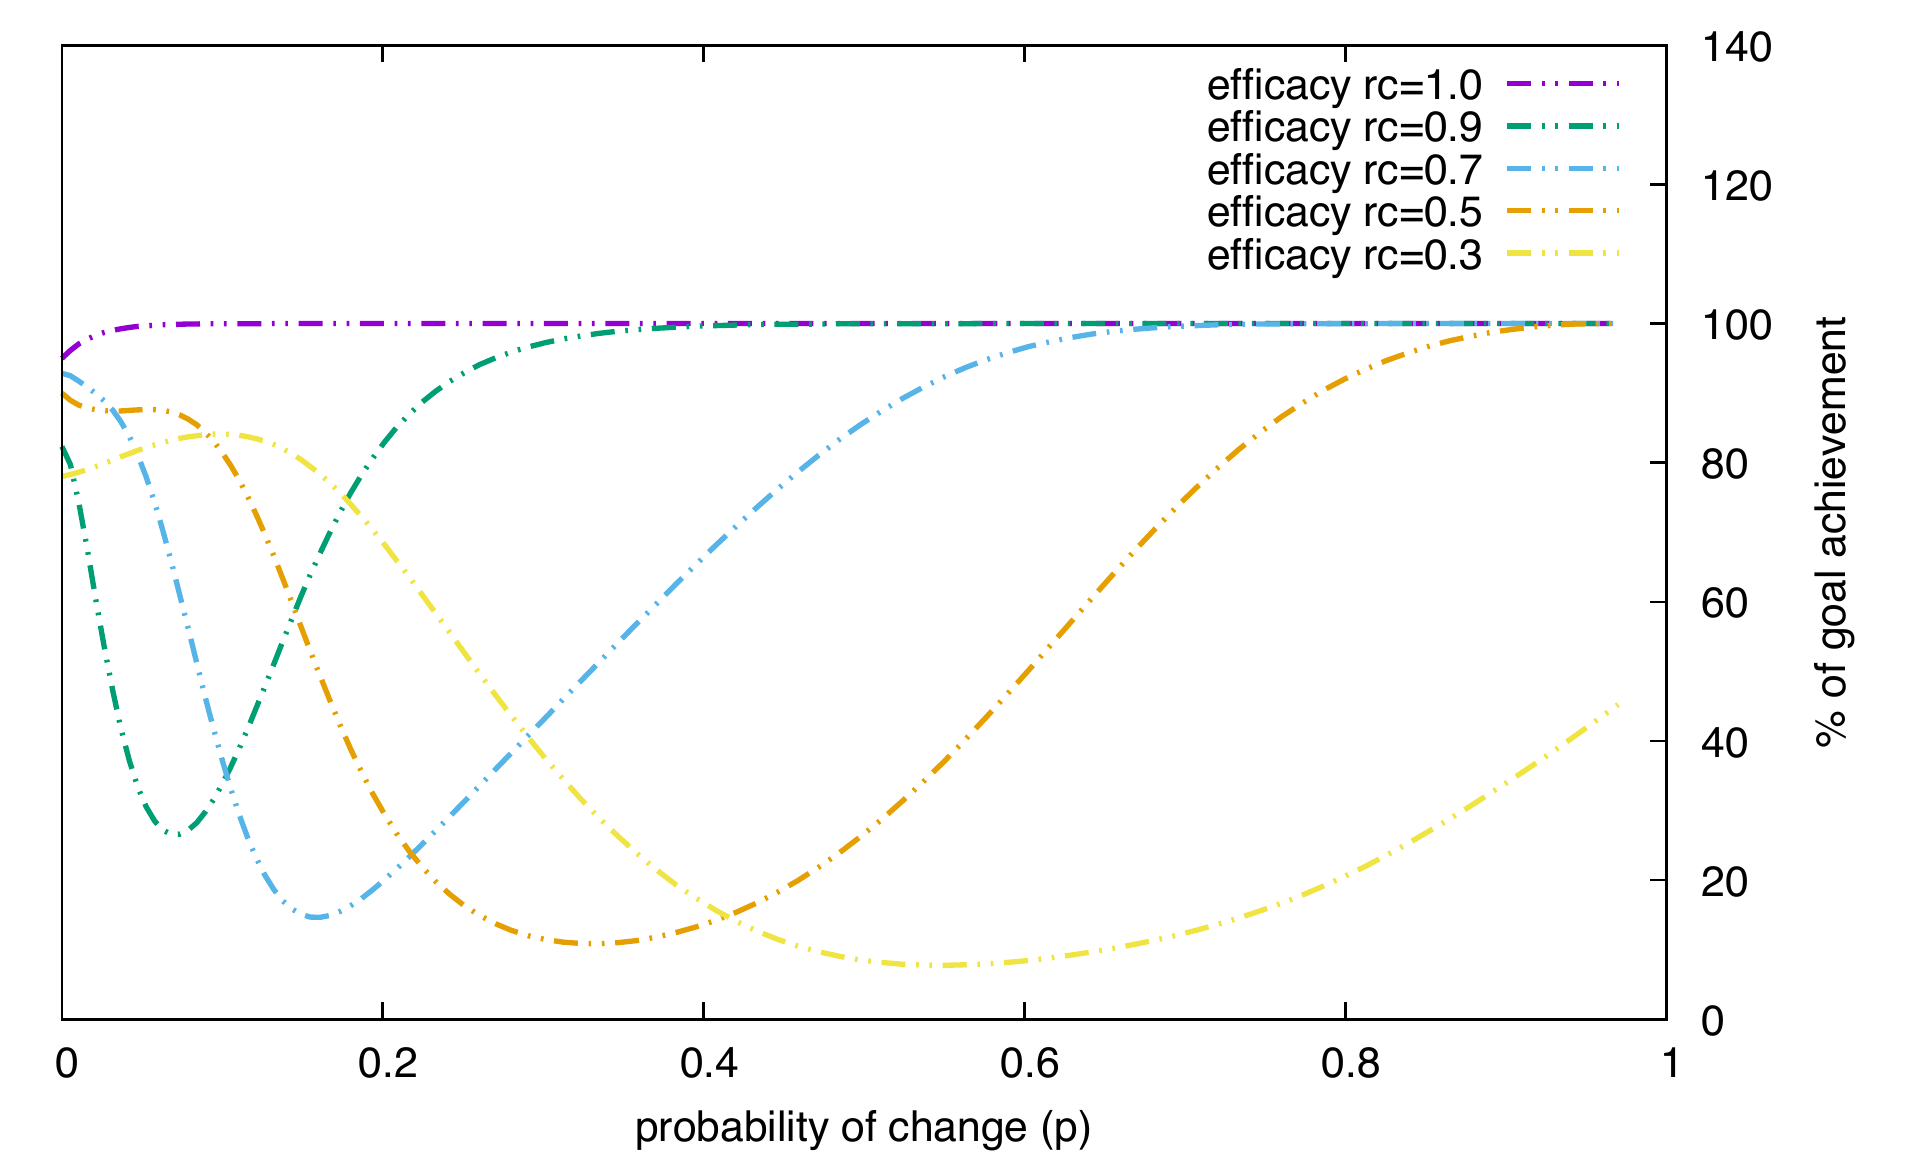 efficacy rc=1.0
efficacy rc=0.9
efficacy rc=0.7
efficacy rc=0.5
efficacy rc=0.3
140
120
100
80
60
40
20
0
% of goal achievement
0 0.2 0.4 0.6 0.8 1
probability of change (p)